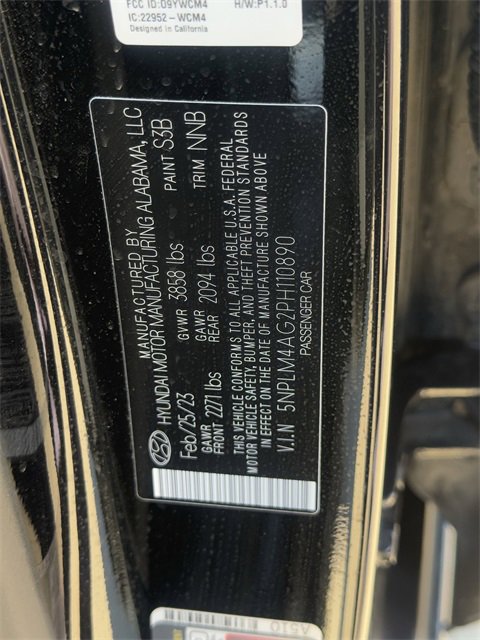 FCC ID:O9YWCM4 H/W:P1.1.0
IC:22952-WCM4
Designed in California
MANUFACTURED BY
HYUNDAI MOTOR MANUFACTURING ALABAMA, LLC
Feb/25/23 GVWR 3858 lbs PAINT S3B
GAWR FRONT 2271 lbs GAWR REAR 2094 lbs TRIM NNB
THIS VEHICLE CONFORMS TO ALL APPLICABLE U.S.A. FEDERAL
MOTOR VEHICLE SAFETY, BUMPER, AND THEFT PREVENTION STANDARDS
IN EFFECT ON THE DATE OF MANUFACTURE SHOWN ABOVE
V.I.N 5NPLM4AG2PH110890
PASSENGER CAR
A510